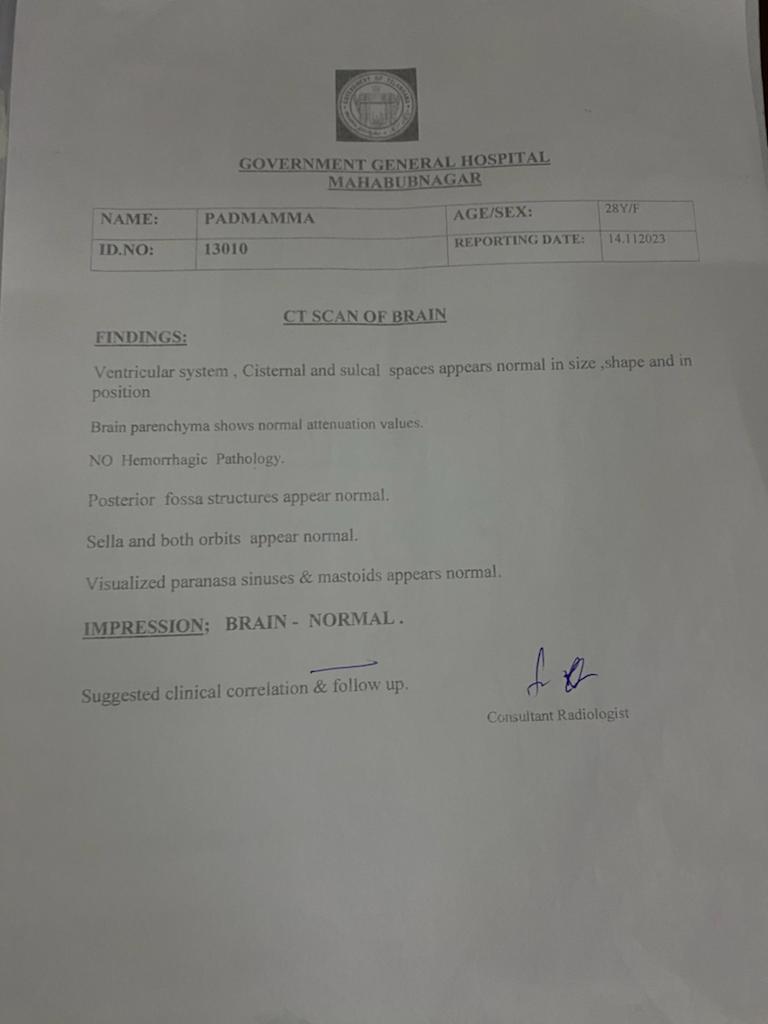 GOVERNMENT OF TELANGANA
GOVERNMENT GENERAL HOSPITAL
MAHABUBNAGAR
NAME: PADMAMMA AGE/SEX: 28Y/F
ID.NO: 13010 REPORTING DATE: 14.112023
CT SCAN OF BRAIN
FINDINGS:
Ventricular system , Cisternal and sulcal spaces appears normal in size ,shape and in
position
Brain parenchyma shows normal attenuation values.
NO Hemorrhagic Pathology.
Posterior fossa structures appear normal.
Sella and both orbits appear normal.
Visualized paranasa sinuses & mastoids appears normal.
IMPRESSION; BRAIN - NORMAL .
Suggested clinical correlation & follow up.
Consultant Radiologist